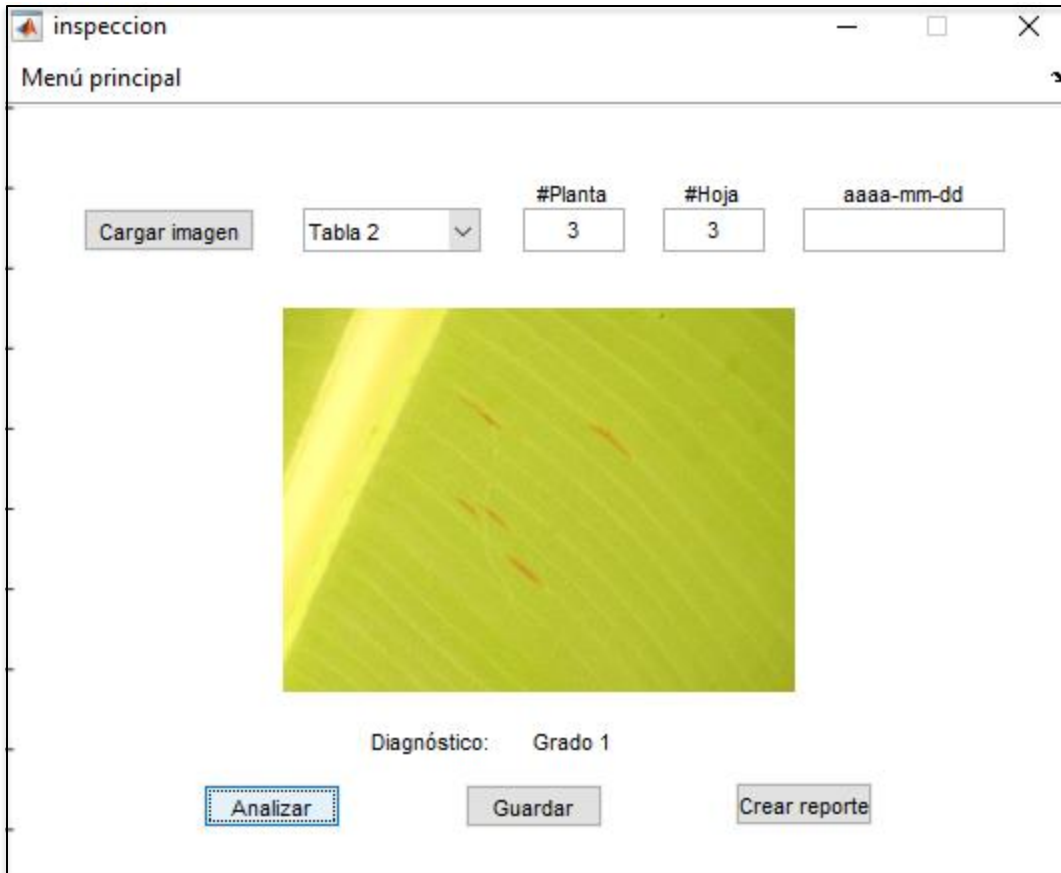 inspeccion
Menú principal
#Planta #Hoja aaaa-mm-dd
Cargar imagen Tabla 2 3 3
Diagnóstico: Grado 1
Analizar Guardar Crear reporte